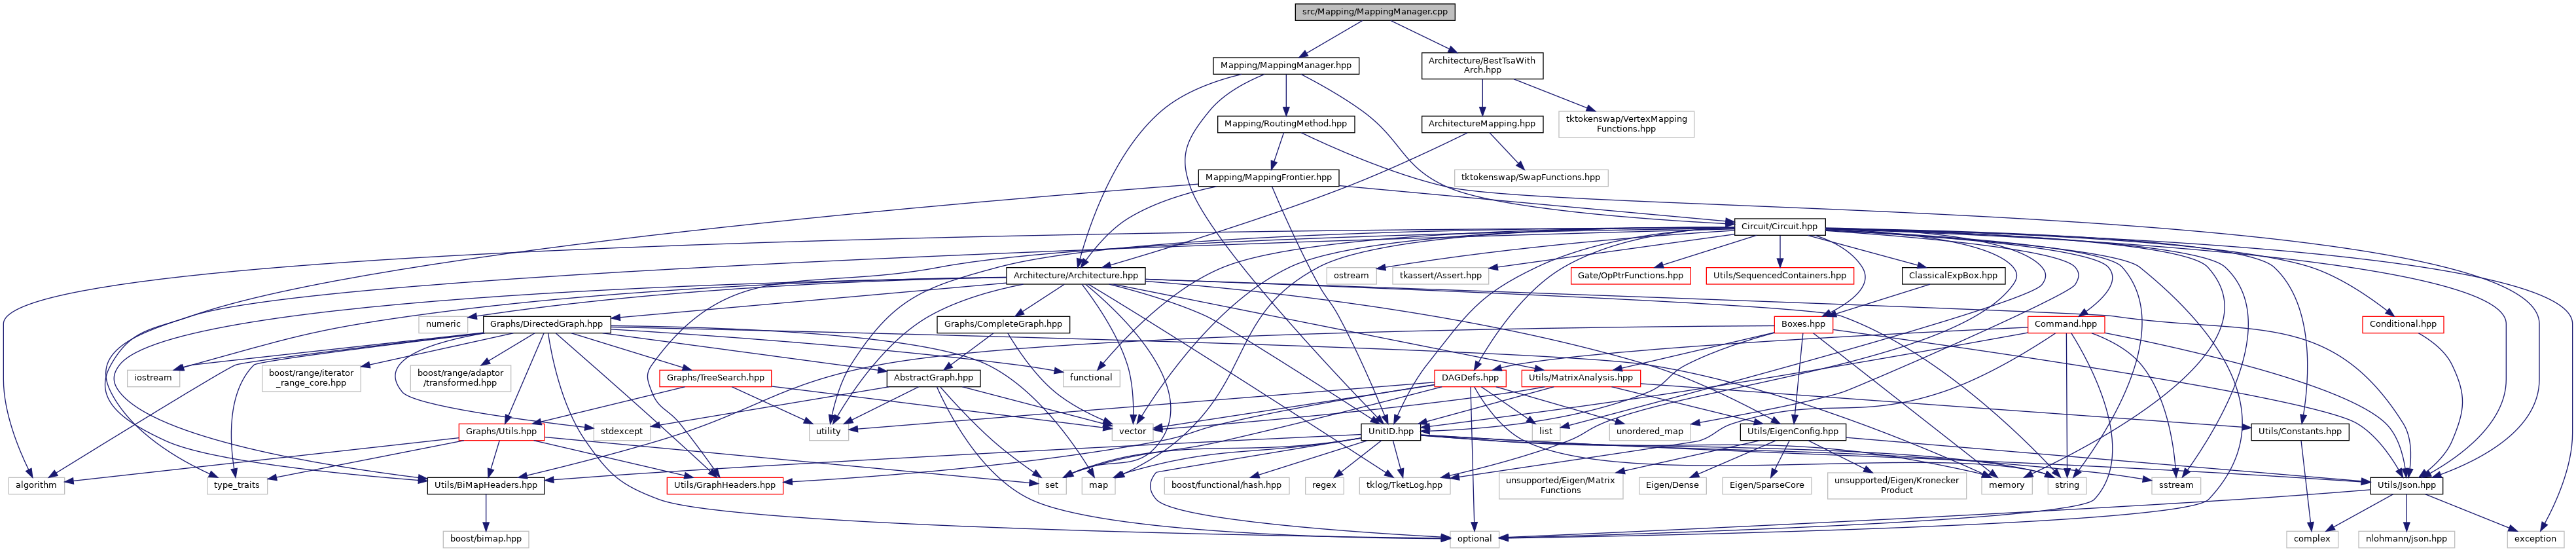 src/Mapping/MappingManager.cpp
Mapping/MappingManager.hpp
Architecture/BestTsaWith
Arch.hpp
Mapping/RoutingMethod.hpp
ArchitectureMapping.hpp
tktokenswap/VertexMapping
Functions.hpp
Mapping/MappingFrontier.hpp
tktokenswap/SwapFunctions.hpp
Circuit/Circuit.hpp
Architecture/Architecture.hpp
ostream
tkassert/Assert.hpp
Gate/OpPtrFunctions.hpp
Utils/SequencedContainers.hpp
ClassicalExpBox.hpp
numeric
Graphs/DirectedGraph.hpp
Graphs/CompleteGraph.hpp
Boxes.hpp
Command.hpp
Conditional.hpp
iostream
boost/range/iterator
_range_core.hpp
boost/range/adaptor
/transformed.hpp
Graphs/TreeSearch.hpp
AbstractGraph.hpp
functional
DAGDefs.hpp
Utils/MatrixAnalysis.hpp
Graphs/Utils.hpp
stdexcept
utility
vector
UnitID.hpp
list
unordered_map
Utils/EigenConfig.hpp
Utils/Constants.hpp
algorithm
type_traits
Utils/BiMapHeaders.hpp
Utils/GraphHeaders.hpp
set
map
boost/functional/hash.hpp
regex
tklog/TketLog.hpp
unsupported/Eigen/Matrix
Functions
Eigen/Dense
Eigen/SparseCore
unsupported/Eigen/Kronecker
Product
memory
string
sstream
Utils/Json.hpp
boost/bimap.hpp
optional
complex
nlohmann/json.hpp
exception